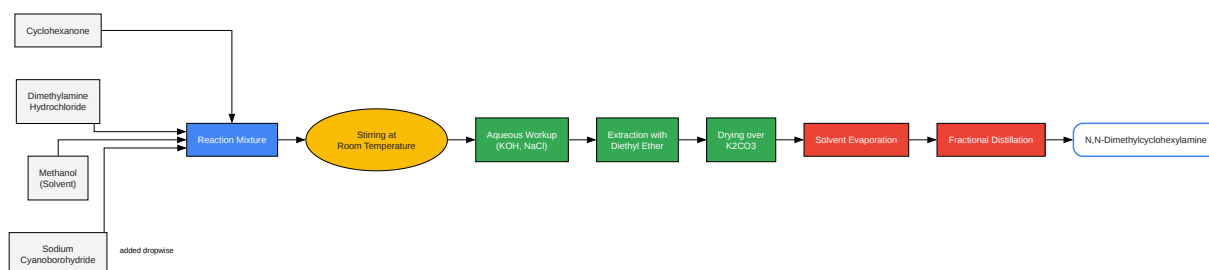 Cyclohexanone
Dimethylamine
Hydrochloride
Methanol
(Solvent)
Sodium
Cyanoborohydride
added dropwise
Reaction Mixture
Stirring at
Room Temperature
Aqueous Workup
(KOH, NaCl)
Extraction with
Diethyl Ether
Drying over
K2CO3
Solvent Evaporation
Fractional Distillation
N,N-Dimethylcyclohexylamine